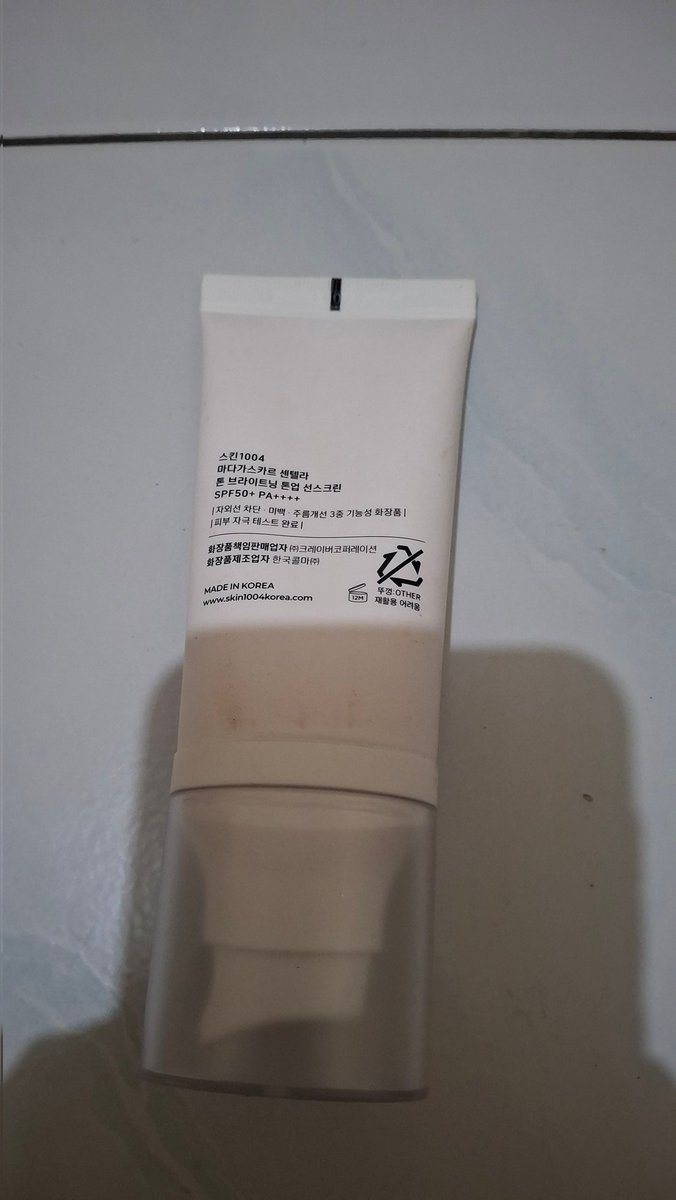 스킨1004
마다가스카르 센텔라
톤 브라이트닝 톤업 선스크린
SPF50+ PA++++
| 자외선 차단 · 미백 · 주름개선 3중 기능성 화장품 |
| 피부 자극 테스트 완료 |
화장품책임판매업자 ㈜크레이버코퍼레이션
화장품제조업자 한국콜마㈜
MADE IN KOREA
www.skin1004korea.com
12M
뚜껑:OTHER
재활용 어려움